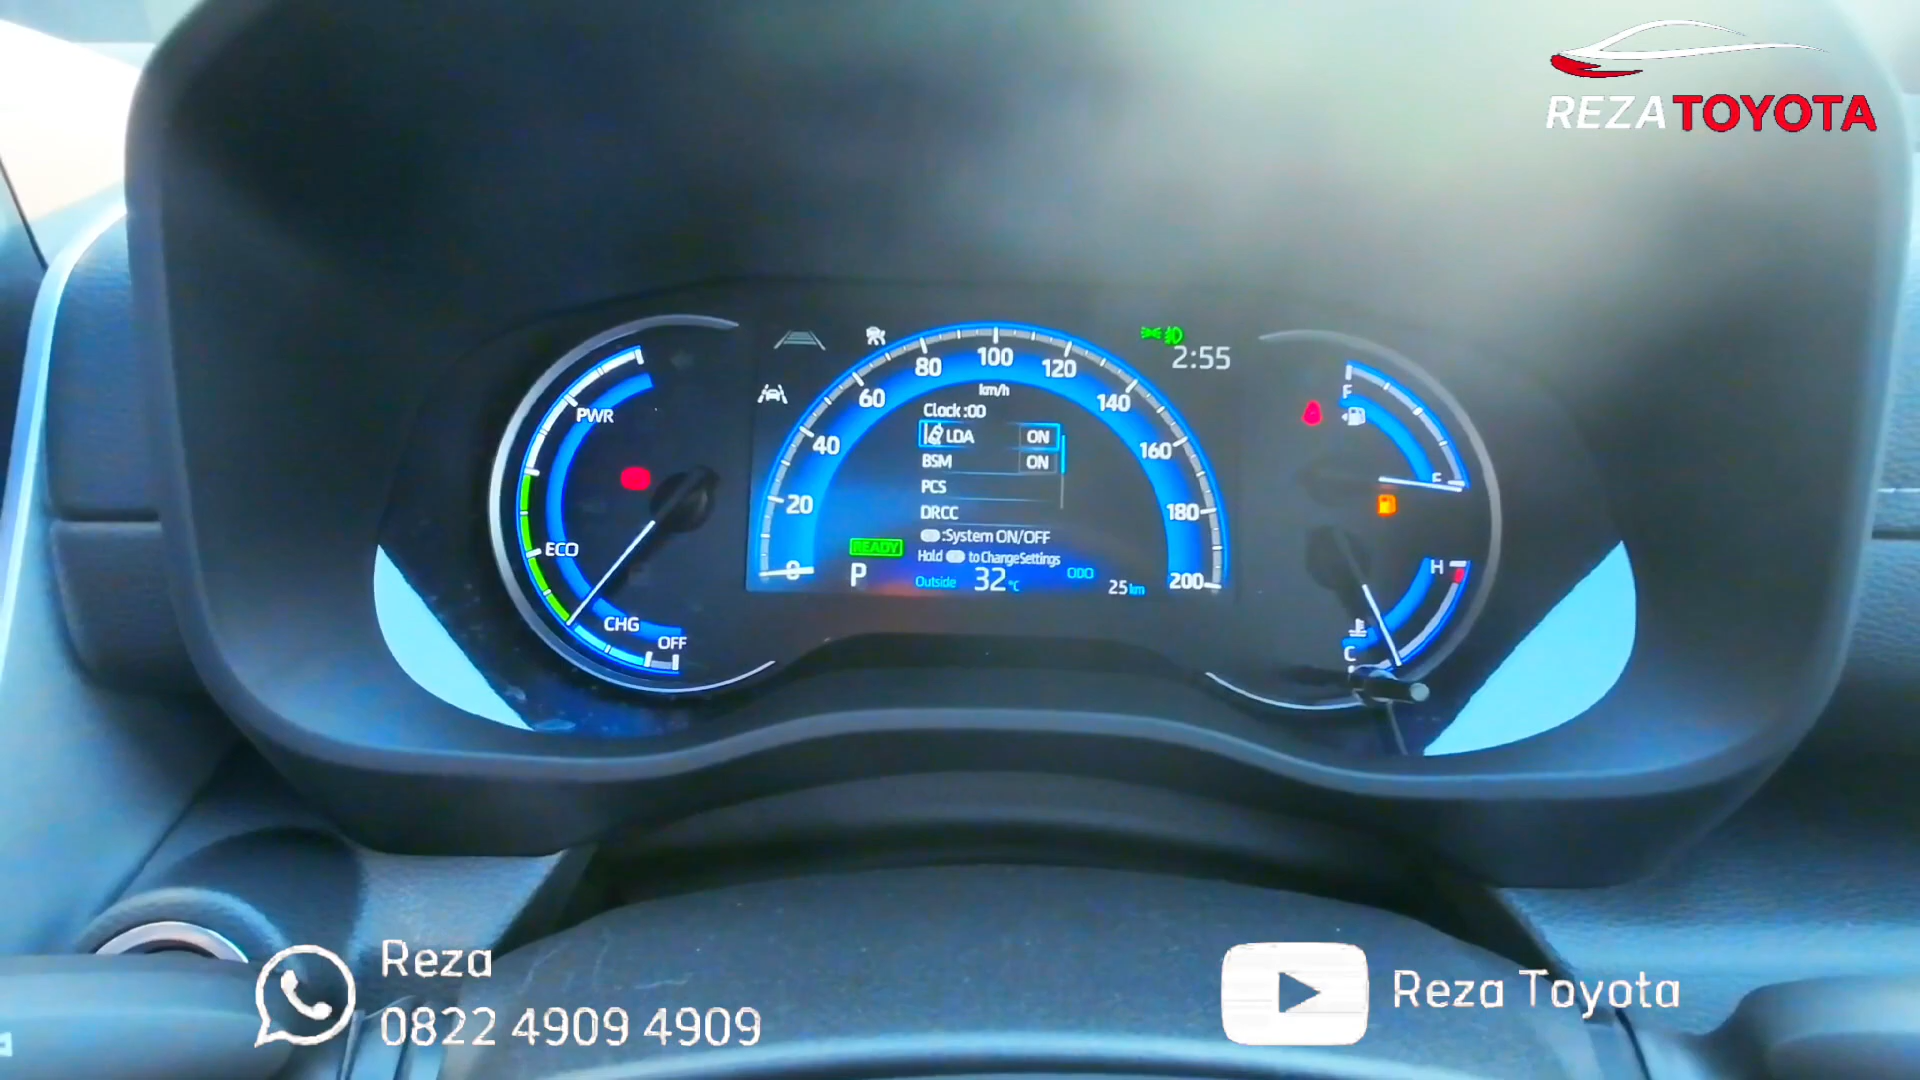 REZA TOYOTA
2:55
PWR
ECO
CHG
OFF
0
20
40
60
80
100
120
140
160
180
200
km/h
Clock :00
LDA ON
BSM ON
PCS
DRCC
:System ON/OFF
Hold to Change Settings
READY
P
Outside 32°C
ODO 25 km
F
E
H
C
Reza
0822 4909 4909
Reza Toyota